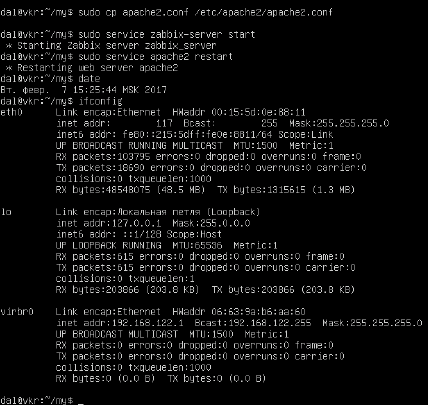 dal@vkr:~/my$ sudo cp apache2.conf /etc/apache2/apache2.conf
dal@vkr:~/my$ sudo service zabbix-server start
* Starting Zabbix server zabbix_server
dal@vkr:~/my$ sudo service apache2 restart
* Restarting web server apache2
dal@vkr:~/my$ date
Вт. февр. 7 15:25:44 MSK 2017
dal@vkr:~/my$ ifconfig
eth0 Link encap:Ethernet HWaddr 00:15:5d:0e:88:11
inet addr: 117 Bcast: 255 Mask:255.255.255.0
inet6 addr: fe80::215:5dff:fe0e:8811/64 Scope:Link
UP BROADCAST RUNNING MULTICAST MTU:1500 Metric:1
RX packets:103795 errors:0 dropped:0 overruns:0 frame:0
TX packets:18690 errors:0 dropped:0 overruns:0 carrier:0
collisions:0 txqueuelen:1000
RX bytes:48548075 (48.5 MB) TX bytes:1315615 (1.3 MB)
lo Link encap:Локальная петля (Loopback)
inet addr:127.0.0.1 Mask:255.0.0.0
inet6 addr: ::1/128 Scope:Host
UP LOOPBACK RUNNING MTU:65536 Metric:1
RX packets:615 errors:0 dropped:0 overruns:0 frame:0
TX packets:615 errors:0 dropped:0 overruns:0 carrier:0
collisions:0 txqueuelen:1
RX bytes:203866 (203.8 KB) TX bytes:203866 (203.8 KB)
virbr0 Link encap:Ethernet HWaddr 06:63:9a:b6:aa:60
inet addr:192.168.122.1 Bcast:192.168.122.255 Mask:255.255.255.0
UP BROADCAST MULTICAST MTU:1500 Metric:1
RX packets:0 errors:0 dropped:0 overruns:0 frame:0
TX packets:0 errors:0 dropped:0 overruns:0 carrier:0
collisions:0 txqueuelen:1000
RX bytes:0 (0.0 B) TX bytes:0 (0.0 B)
dal@vkr:~/my$ _